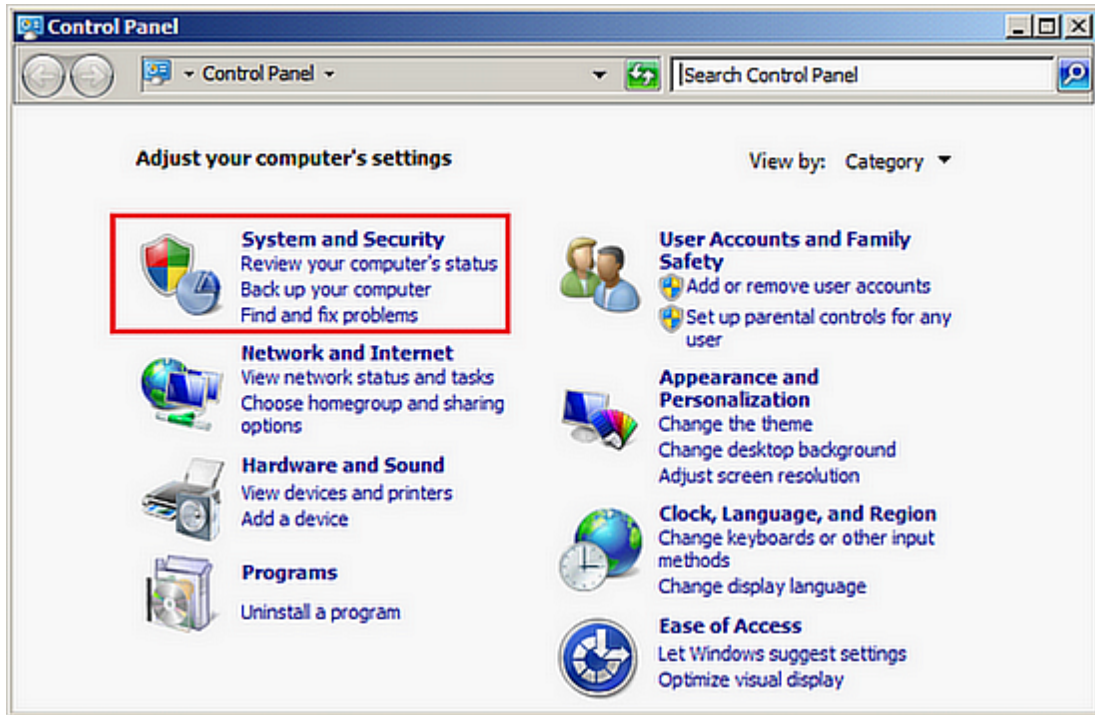 Control Panel
Control Panel
Search Control Panel
Adjust your computer's settings
View by: Category
System and Security
Review your computer's status
Back up your computer
Find and fix problems
Network and Internet
View network status and tasks
Choose homegroup and sharing
options
Hardware and Sound
View devices and printers
Add a device
Programs
Uninstall a program
User Accounts and Family
Safety
Add or remove user accounts
Set up parental controls for any
user
Appearance and
Personalization
Change the theme
Change desktop background
Adjust screen resolution
Clock, Language, and Region
Change keyboards or other input
methods
Change display language
Ease of Access
Let Windows suggest settings
Optimize visual display